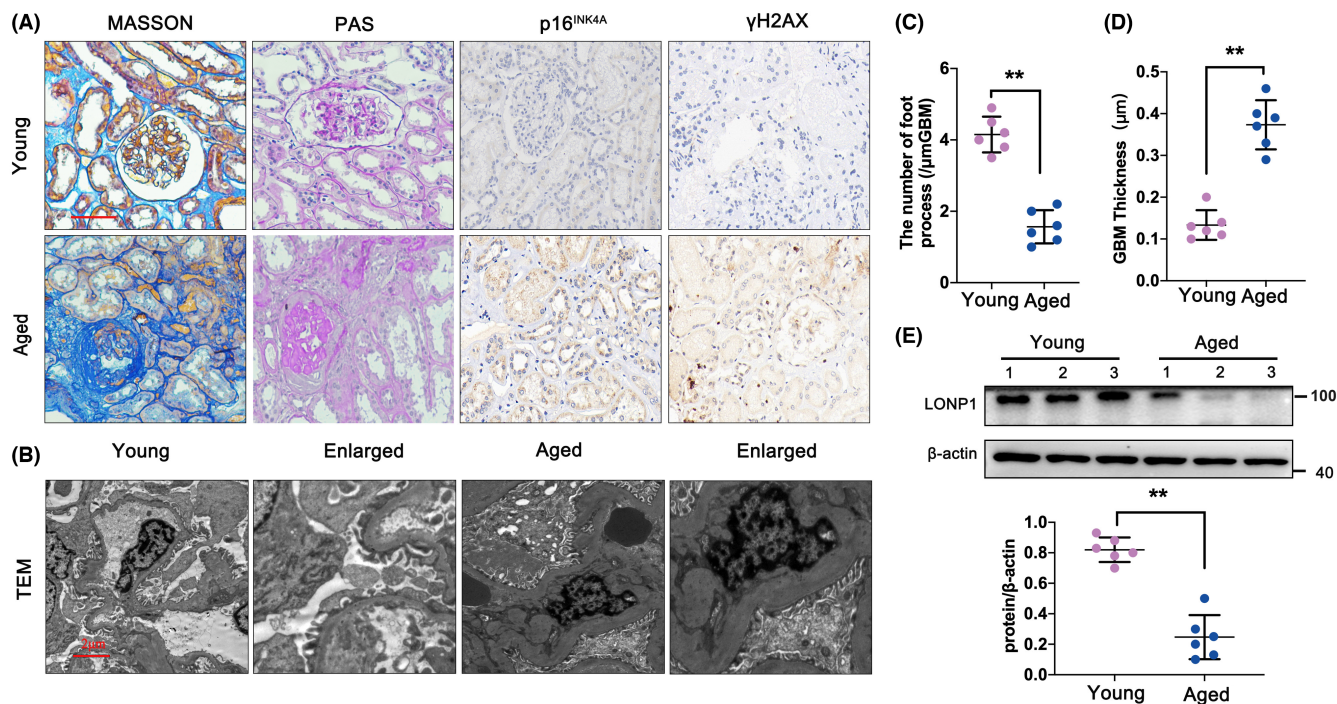 (A)
MASSON
PAS
p16INK4A
γH2AX
Young
Aged
(B)
Young
Enlarged
Aged
Enlarged
TEM
2um
(C)
**
The number of foot
process (/μmGBM)
6
4
2
0
Young Aged
(D)
**
GBM Thickness (μm)
0.5
0.4
0.3
0.2
0.1
0.0
Young Aged
(E)
Young
Aged
1 2 3 1 2 3
LONP1
100
β-actin
40
**
protein/β-actin
1.0
0.8
0.6
0.4
0.2
0.0
Young Aged